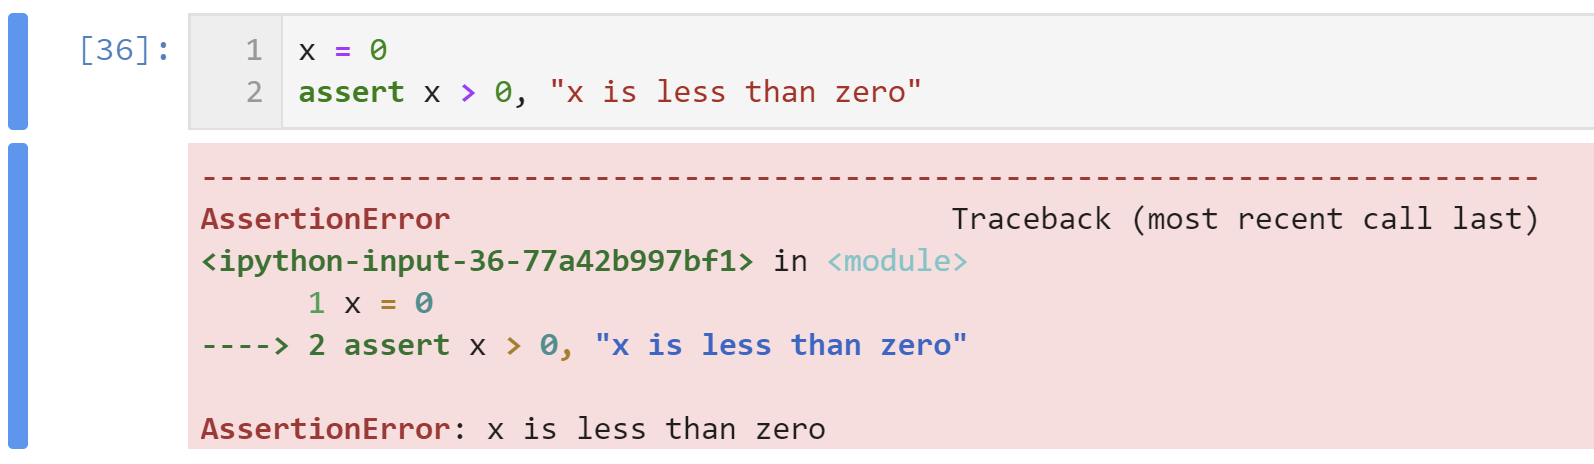 [36]: 1 x = 0
2 assert x > 0, "x is less than zero"
---------------------------------------------------------------------------
AssertionError                            Traceback (most recent call last)
<ipython-input-36-77a42b997bf1> in <module>
      1 x = 0
----> 2 assert x > 0, "x is less than zero"
AssertionError: x is less than zero